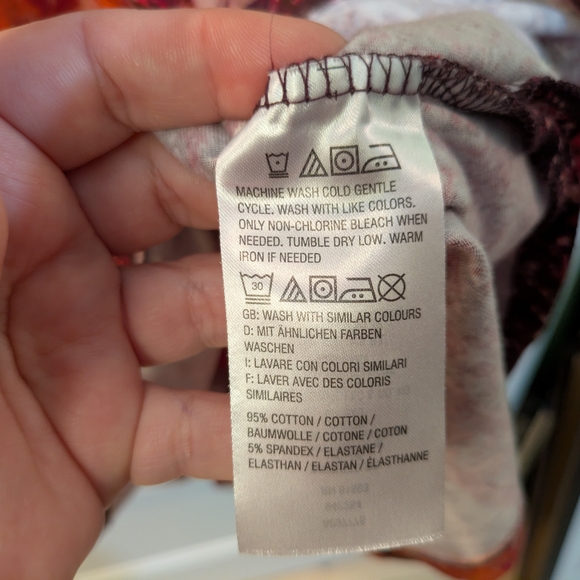 MACHINE WASH COLD GENTLE
CYCLE. WASH WITH LIKE COLORS.
ONLY NON-CHLORINE BLEACH WHEN
NEEDED. TUMBLE DRY LOW. WARM
IRON IF NEEDED
30
GB: WASH WITH SIMILAR COLOURS
D: MIT ÄHNLICHEN FARBEN
WASCHEN
I: LAVARE CON COLORI SIMILARI
F: LAVER AVEC DES COLORIS
SIMILAIRES
95% COTTON / COTTON /
BAUMWOLLE / COTONE / COTON
5% SPANDEX / ELASTANE /
ELASTHAN / ELASTAN / ÉLASTHANNE